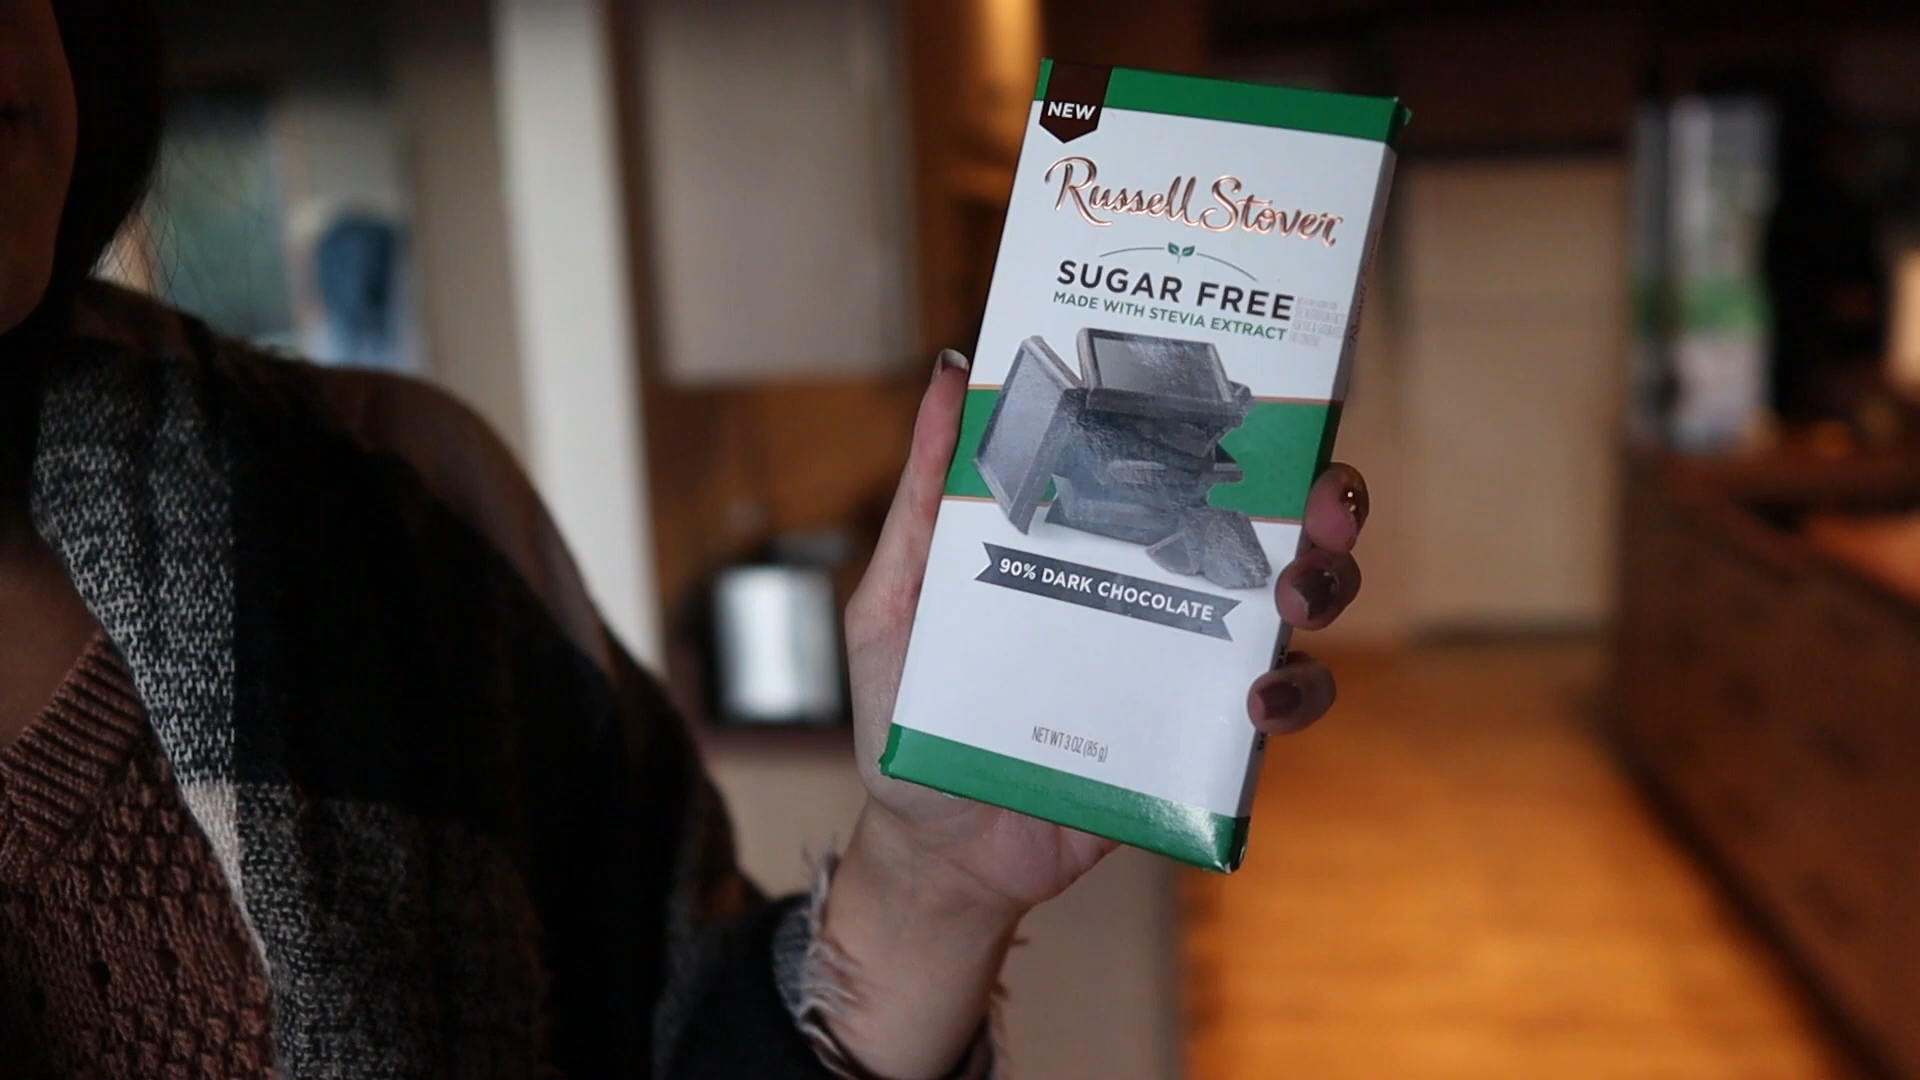 NEW
Russell Stover
SUGAR FREE
MADE WITH STEVIA EXTRACT
90% DARK CHOCOLATE
NET WT 3 OZ (85 g)